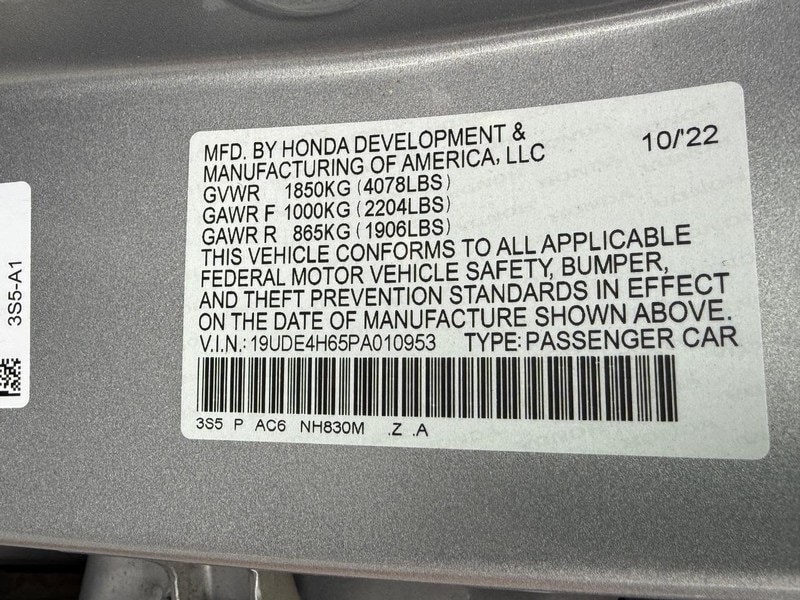 MFD. BY HONDA DEVELOPMENT &
MANUFACTURING OF AMERICA, LLC
10/'22
GVWR 1850KG (4078LBS)
GAWR F 1000KG (2204LBS)
GAWR R 865KG (1906LBS)
THIS VEHICLE CONFORMS TO ALL APPLICABLE
FEDERAL MOTOR VEHICLE SAFETY, BUMPER,
AND THEFT PREVENTION STANDARDS IN EFFECT
ON THE DATE OF MANUFACTURE SHOWN ABOVE.
V.I.N.: 19UDE4H65PA010953 TYPE: PASSENGER CAR
3S5 P AC6 NH830M .Z .A
3S5-A1